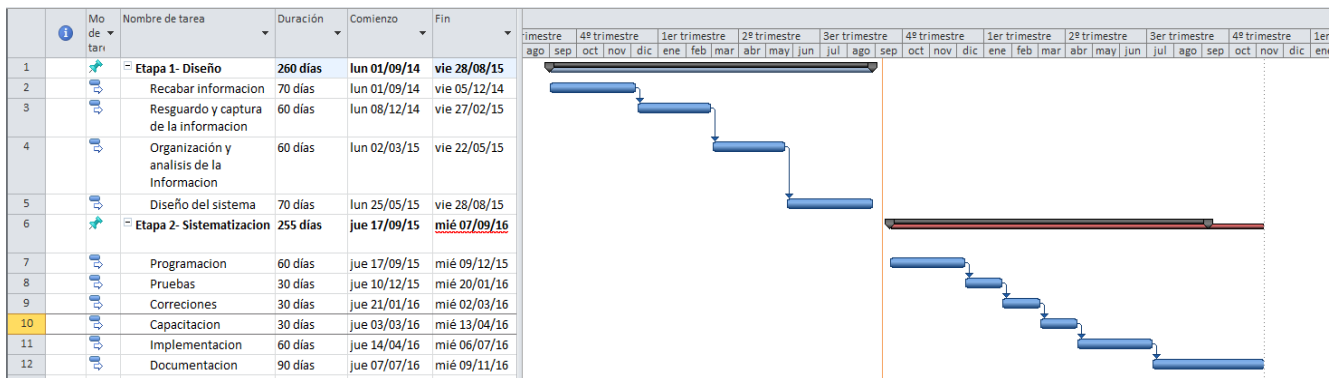 Mo de tare Nombre de tarea Duración Comienzo Fin
imestre 4º trimestre 1er trimestre 2º trimestre 3er trimestre 4º trimestre 1er trimestre 2º trimestre 3er trimestre 4º trimestre 1er
ago sep oct nov dic ene feb mar abr may jun jul ago sep oct nov dic ene feb mar abr may jun jul ago sep oct nov dic ene
1 Etapa 1- Diseño 260 días lun 01/09/14 vie 28/08/15
2 Recabar informacion 70 días lun 01/09/14 vie 05/12/14
3 Resguardo y captura 60 días lun 08/12/14 vie 27/02/15
de la informacion
4 Organización y 60 días lun 02/03/15 vie 22/05/15
analisis de la
Informacion
5 Diseño del sistema 70 días lun 25/05/15 vie 28/08/15
6 Etapa 2- Sistematizacion 255 días jue 17/09/15 mié 07/09/16
7 Programacion 60 días jue 17/09/15 mié 09/12/15
8 Pruebas 30 días jue 10/12/15 mié 20/01/16
9 Correciones 30 días jue 21/01/16 mié 02/03/16
10 Capacitacion 30 días jue 03/03/16 mié 13/04/16
11 Implementacion 60 días jue 14/04/16 mié 06/07/16
12 Documentacion 90 días jue 07/07/16 mié 09/11/16